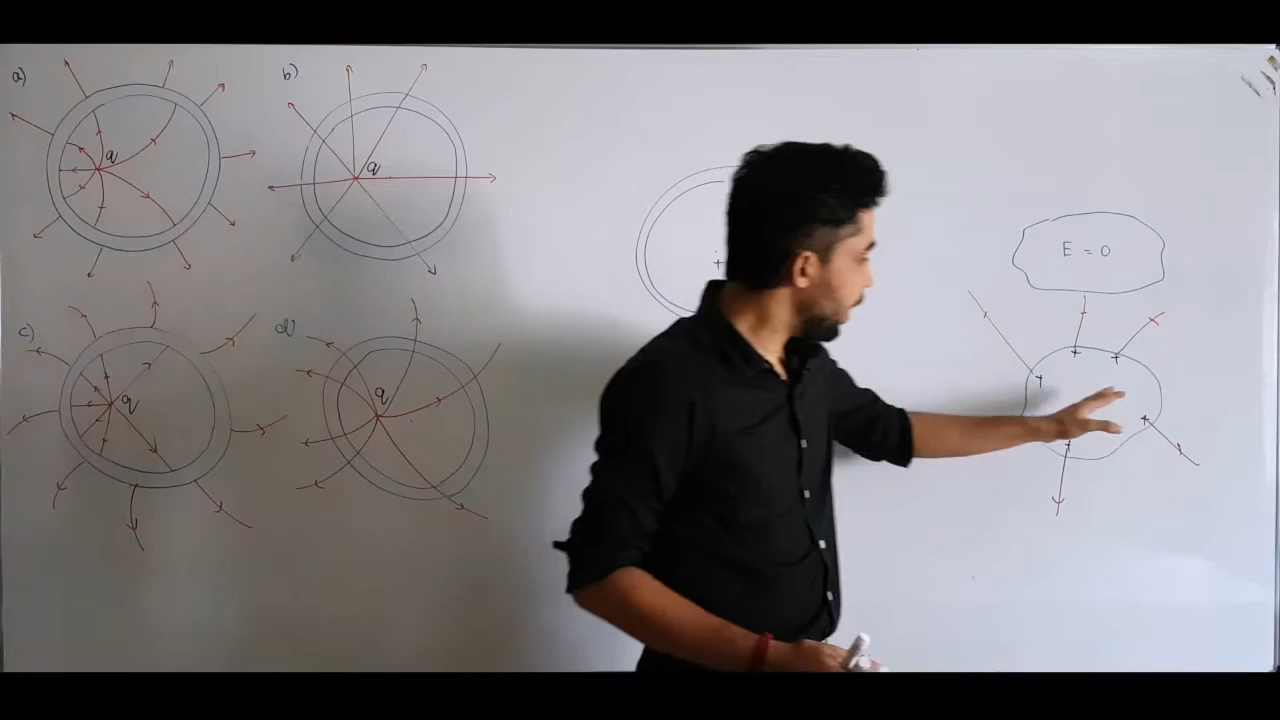 a)
q
b)
q
c)
q
d)
q
+
E = 0
+ + +
+
+